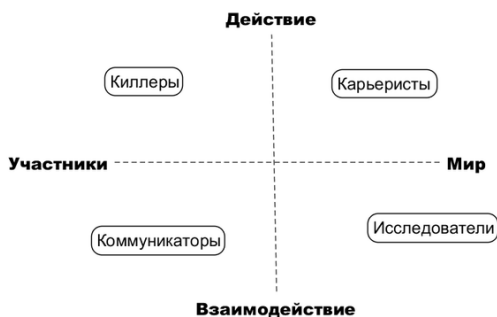 Действие
Киллеры
Карьеристы
Участники
Мир
Коммуникаторы
Исследователи
Взаимодействие